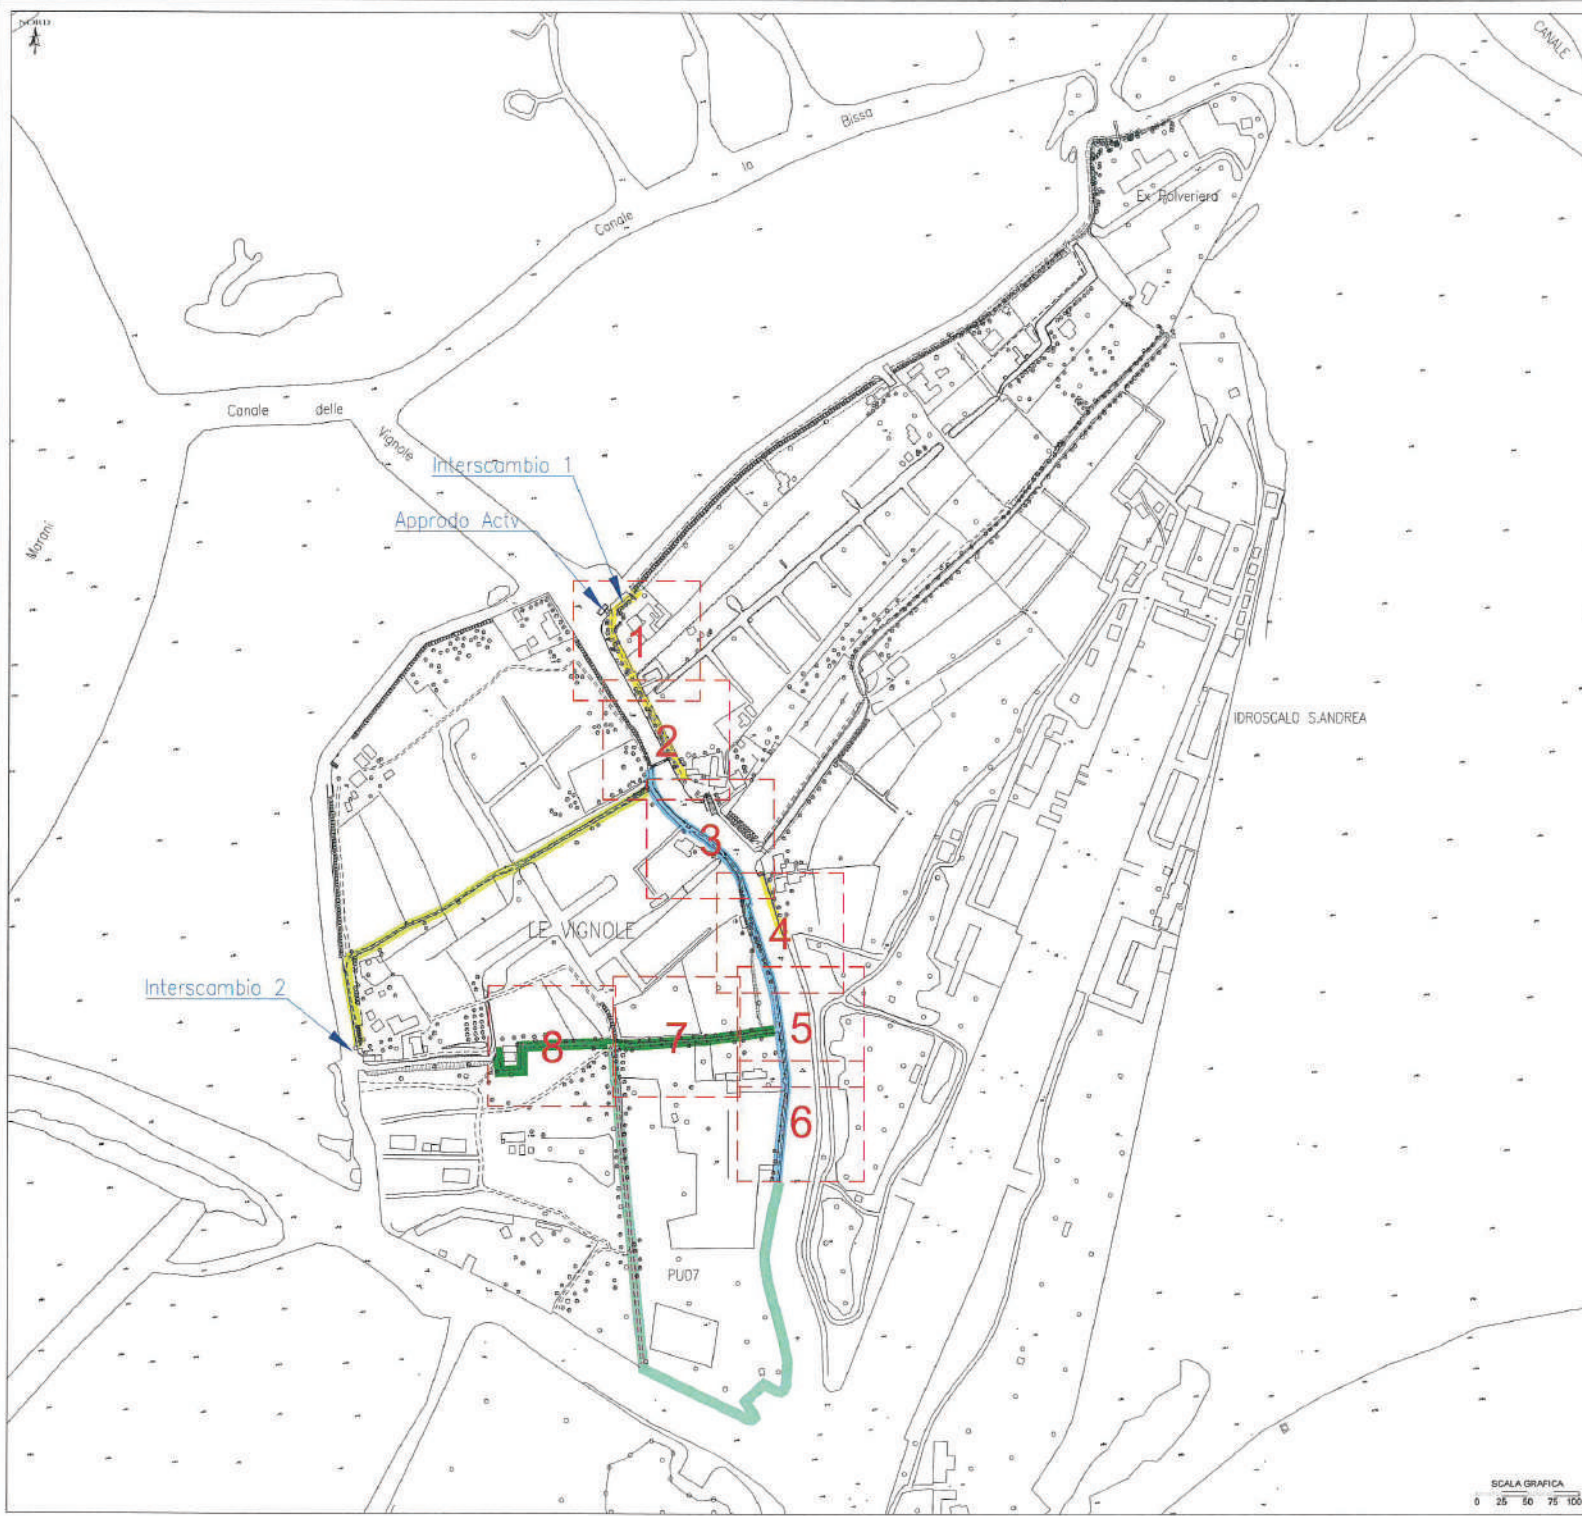 NORD
CANALE
Bissa
la
Canale
Ex Polveriera
Canale delle
Vignole
Interscambio 1
Approdo Actv
Marani
1
2
IDROSCALO S.ANDREA
3
LE VIGNOLE
4
Interscambio 2
5
7
8
6
PU07
SCALA GRAFICA
0 25 50 75 100